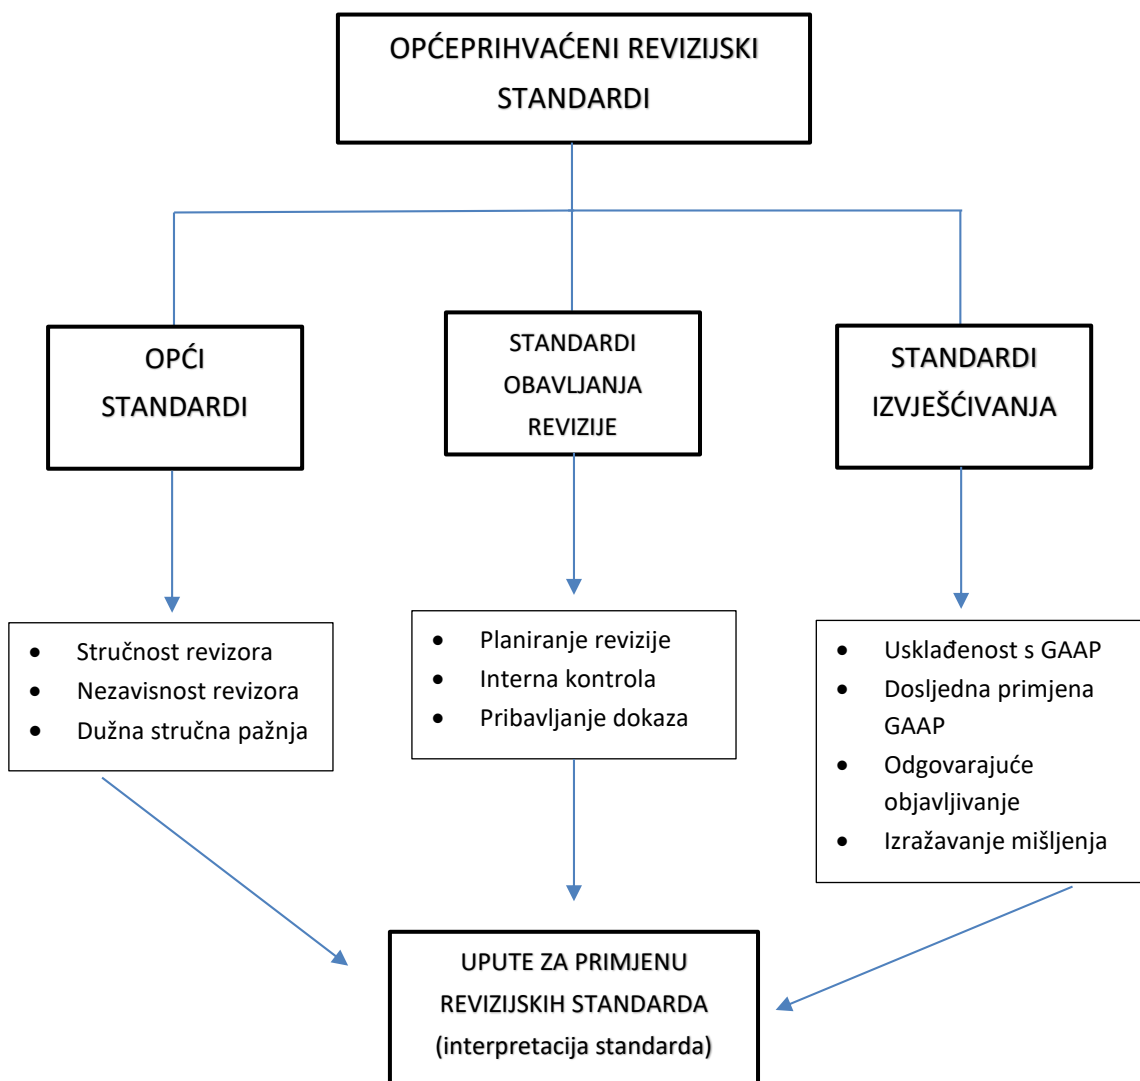 OPĆEPRIHVAĆENI REVIZIJSKI
STANDARDI
OPĆI
STANDARDI
STANDARDI
OBAVLJANJA
REVIZIJE
STANDARDI
IZVJEŠĆIVANJA
• Stručnost revizora
• Nezavisnost revizora
• Dužna stručna pažnja
• Planiranje revizije
• Interna kontrola
• Pribavljanje dokaza
• Usklađenost s GAAP
• Dosljedna primjena
GAAP
• Odgovarajuće
objavljivanje
• Izražavanje mišljenja
UPUTE ZA PRIMJENU
REVIZIJSKIH STANDARDA
(interpretacija standarda)